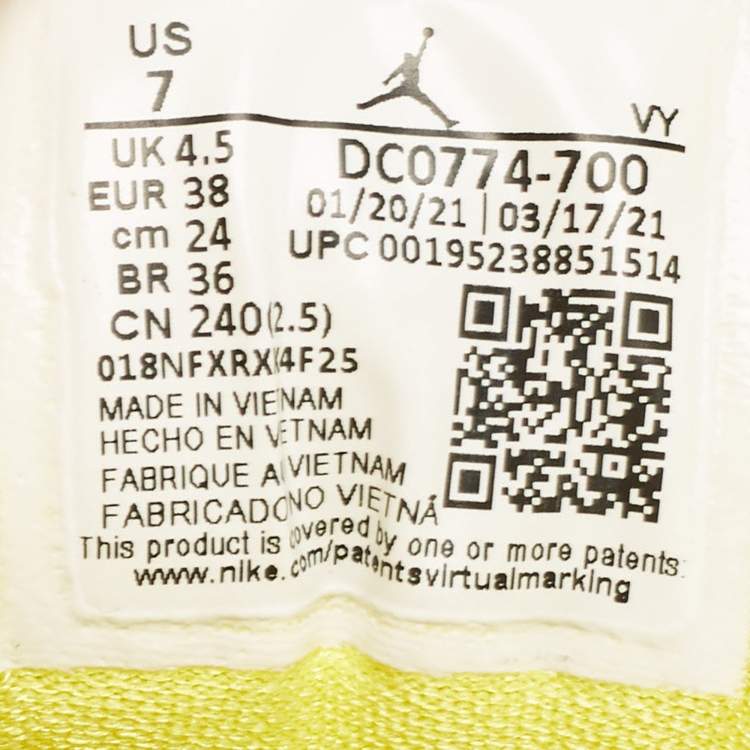 US
7
VY
UK 4.5
EUR 38
cm 24
BR 36
CN 240(2.5)
DC0774-700
01/20/21 | 03/17/21
UPC 00195238851514
MADE IN VIENAM
HECHO EN VETNAM
FABRIQUE A VIETNAM
FABRICADO NO VIETNÃ
This product is covered by one or more patents.
www.nike.com/patentsvirtualmarking